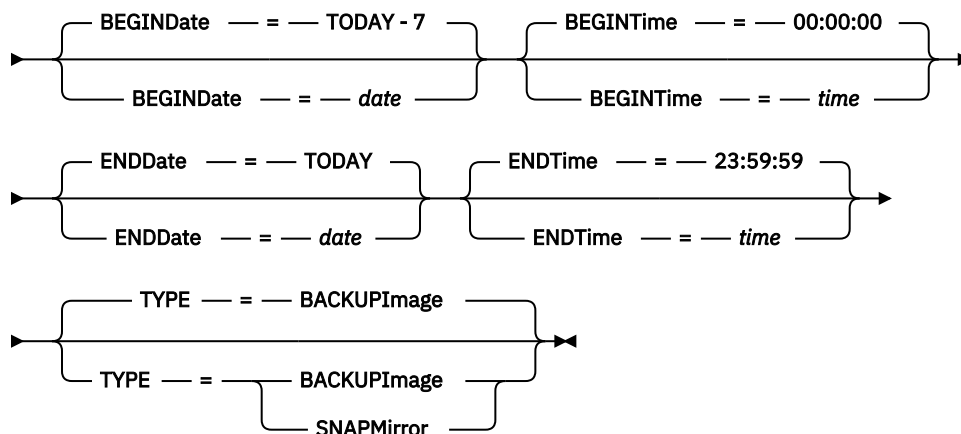 BEGINDate = TODAY - 7 BEGINTime = 00:00:00
BEGINDate = date BEGINTime = time
ENDDate = TODAY ENDTime = 23:59:59
ENDDate = date ENDTime = time
TYPE = BACKUPImage
TYPE = BACKUPImage
SNAPMirror